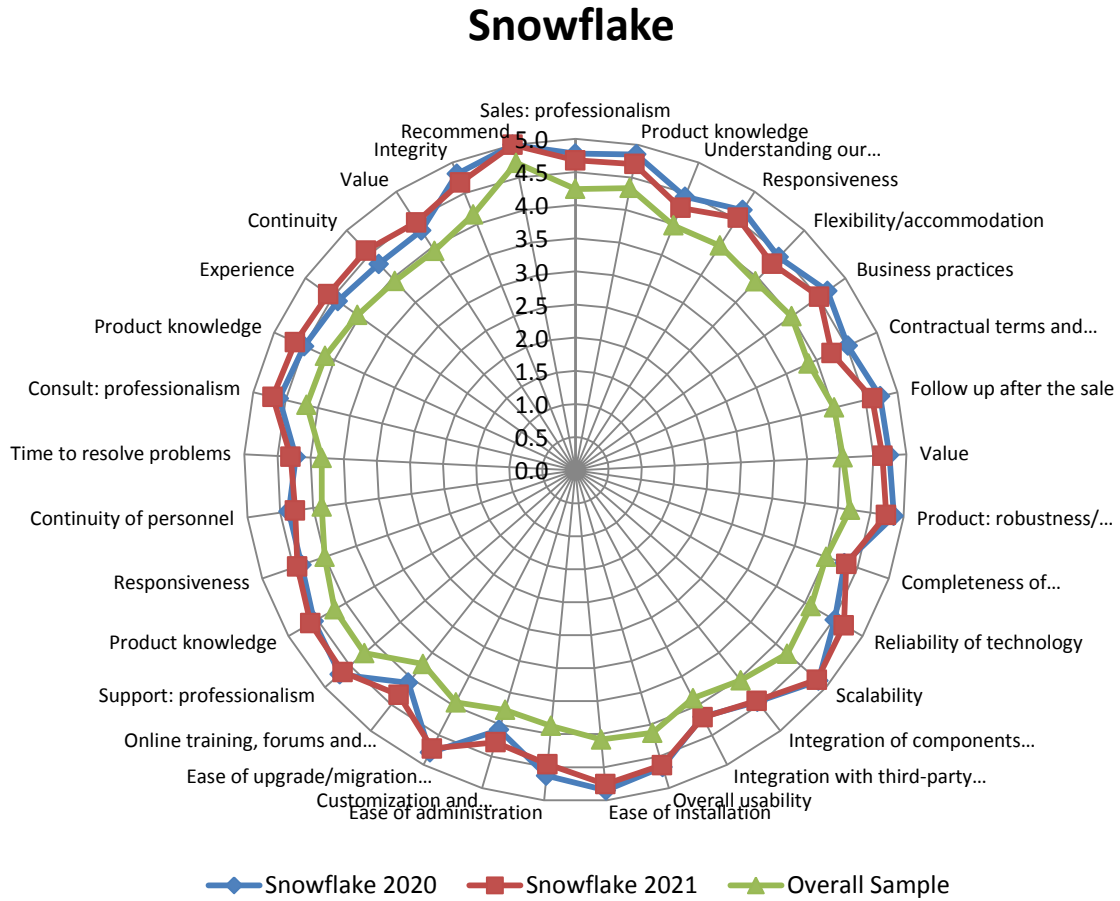 Snowflake
Sales: professionalism
Product knowledge
Understanding our...
Responsiveness
Flexibility/accommodation
Business practices
Contractual terms and...
Follow up after the sale
Value
Product: robustness/...
Completeness of...
Reliability of technology
Scalability
Integration of components...
Integration with third-party...
Overall usability
Ease of installation
Ease of administration
Customization and...
Ease of upgrade/migration...
Online training, forums and...
Support: professionalism
Product knowledge
Responsiveness
Continuity of personnel
Time to resolve problems
Consult: professionalism
Product knowledge
Experience
Continuity
Value
Integrity
Recommend
5.0
4.5
4.0
3.5
3.0
2.5
2.0
1.5
1.0
0.5
0.0
Snowflake 2020
Snowflake 2021
Overall Sample